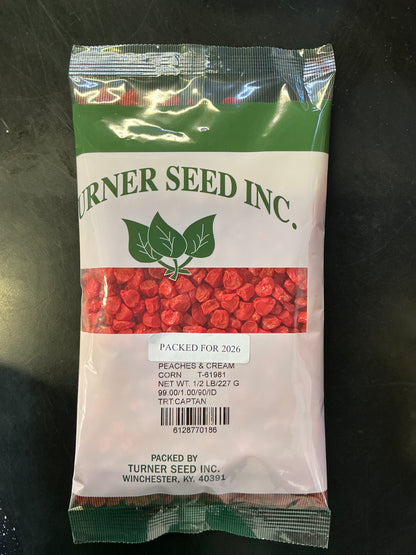 TURNER SEED INC.
PACKED FOR 2026
PEACHES & CREAM
CORN T-61981
NET WT. 1/2 LB/227 G
99.00/1.00/90/ID
TRT:CAPTAN
6128770186
PACKED BY
TURNER SEED INC.
WINCHESTER, KY. 40391